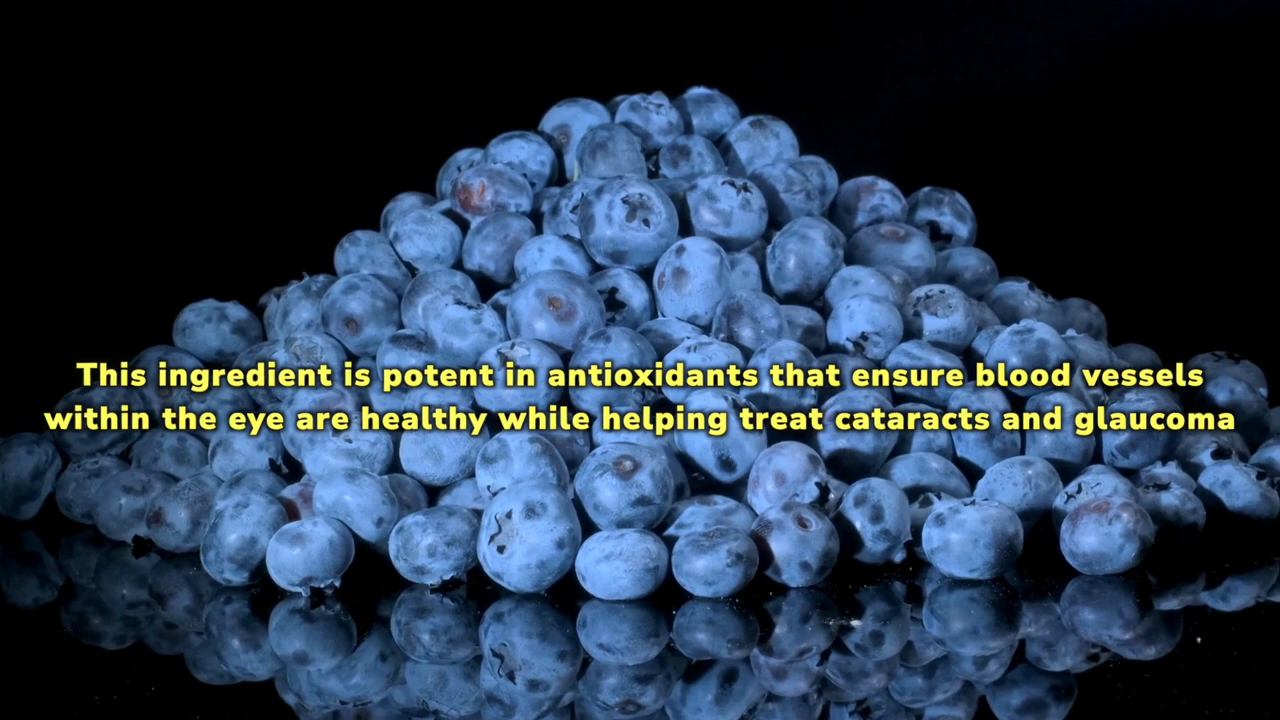 This ingredient is potent in antioxidants that ensure blood vessels
within the eye are healthy while helping treat cataracts and glaucoma